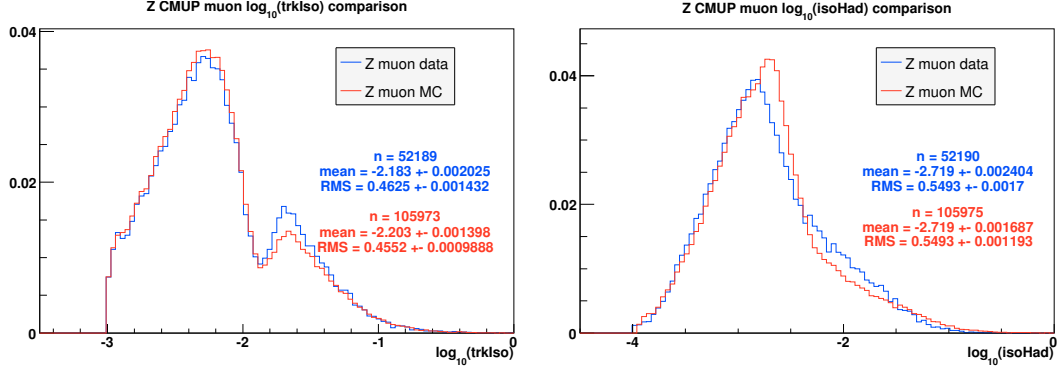 Z CMUP muon log10(trkIso) comparison
0.04
0.02
0
-3
-2
-1
0
log10(trkIso)
Z muon data
Z muon MC
n = 52189
mean = -2.183 +- 0.002025
RMS = 0.4625 +- 0.001432
n = 105973
mean = -2.203 +- 0.001398
RMS = 0.4552 +- 0.0009888
Z CMUP muon log10(isoHad) comparison
0.04
0.02
0
-4
-2
0
log10(isoHad)
Z muon data
Z muon MC
n = 52190
mean = -2.719 +- 0.002404
RMS = 0.5493 +- 0.0017
n = 105975
mean = -2.719 +- 0.001687
RMS = 0.5493 +- 0.001193